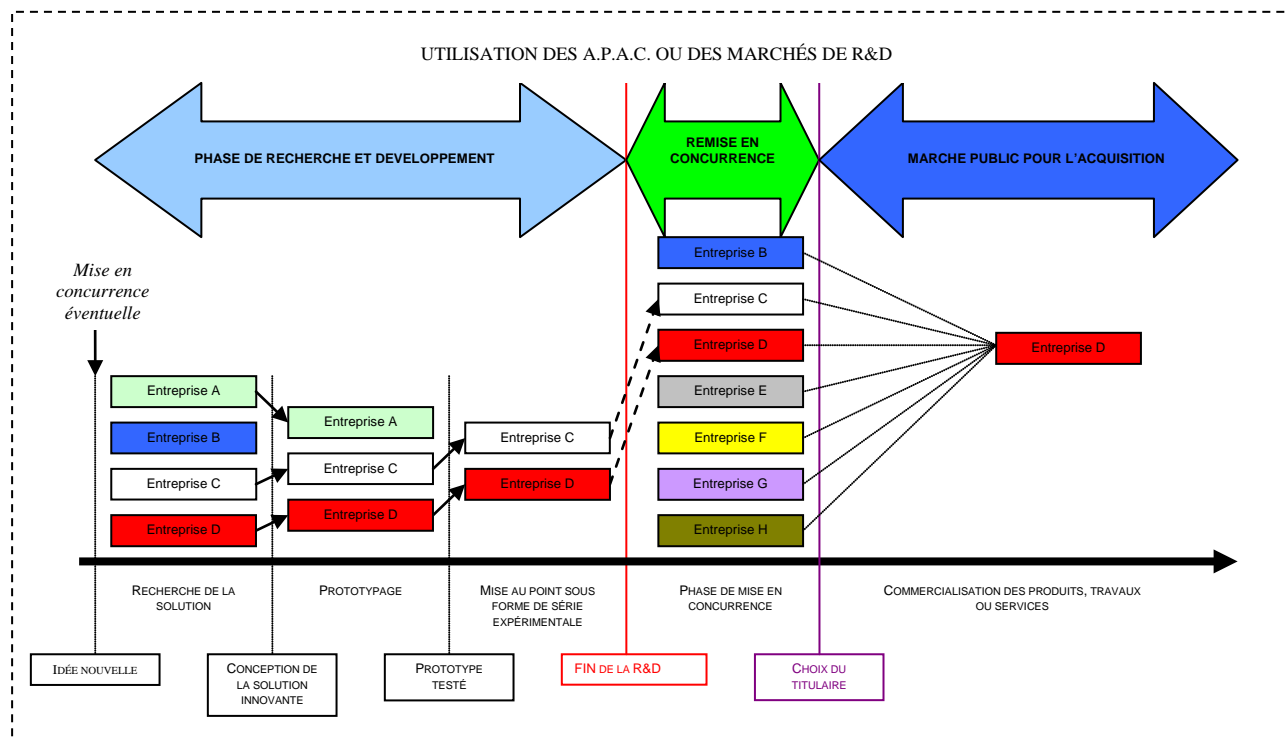 UTILISATION DES A.P.A.C. OU DES MARCHÉS DE R&D
PHASE DE RECHERCHE ET DEVELOPPEMENT
REMISE EN
CONCURRENCE
MARCHE PUBLIC POUR L'ACQUISITION
Mise en
concurrence
éventuelle
Entreprise A
Entreprise B
Entreprise C
Entreprise D
Entreprise A
Entreprise C
Entreprise D
Entreprise C
Entreprise D
Entreprise B
Entreprise C
Entreprise D
Entreprise E
Entreprise F
Entreprise G
Entreprise H
Entreprise D
RECHERCHE DE LA
SOLUTION
PROTOTYPAGE
MISE AU POINT SOUS
FORME DE SÉRIE
EXPÉRIMENTALE
PHASE DE MISE EN
CONCURRENCE
COMMERCIALISATION DES PRODUITS, TRAVAUX
OU SERVICES
IDÉE NOUVELLE
CONCEPTION DE
LA SOLUTION
INNOVANTE
PROTOTYPE
TESTÉ
FIN DE LA R&D
CHOIX DU
TITULAIRE